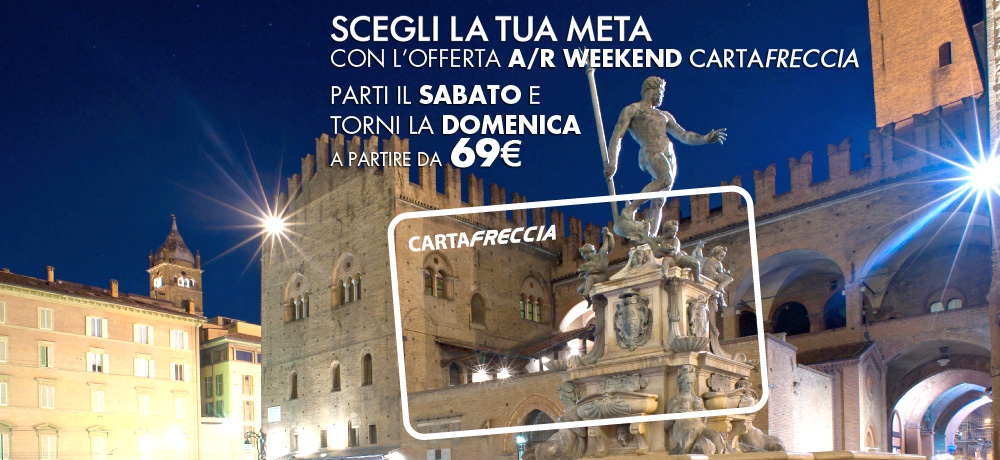 SCEGLI LA TUA META
CON L'OFFERTA A/R WEEKEND CARTAFRECCIA
PARTI IL SABATO E
TORNI LA DOMENICA
A PARTIRE DA 69€
CARTAFRECCIA